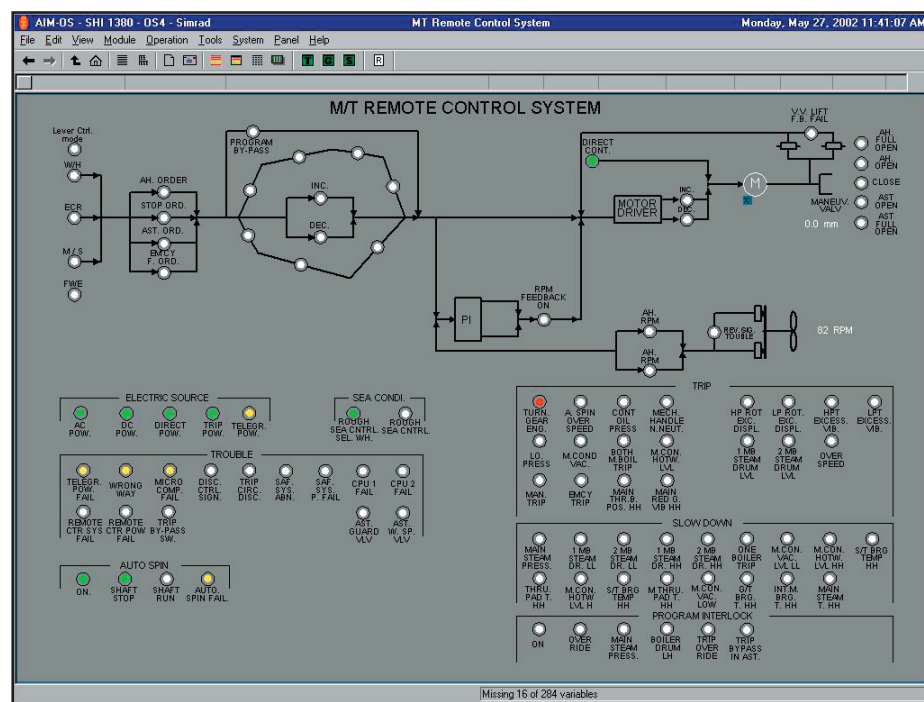 AIM-OS - SHI 1380 - OS4 - Simrad
MT Remote Control System
Monday, May 27, 2002 11:41:07 AM
File Edit View Module Operation Tools System Panel Help
T G S R
M/T REMOTE CONTROL SYSTEM
Lever Ctrl.
mode
W/H
ECR
M/S
FWE
AH. ORDER
STOP ORD.
AST. ORD.
EMCY
F. ORD.
PROGRAM
BY-PASS
INC.
DEC.
PI
RPM
FEEDBACK
ON
DIRECT
CONT.
MOTOR
DRIVER
INC.
DEC.
M
X
V.V. LIFT
F.B. FAIL
MANEUV.
VALV
0.0 mm
AH.
FULL
OPEN
AH.
OPEN
CLOSE
AST
OPEN
AST
FULL
OPEN
AH.
RPM
AH.
RPM
REV.SIG.
TOUBLE
82 RPM
ELECTRIC SOURCE
AC
POW.
DC
POW.
DIRECT
POW.
TRIP
POW.
TELEGR.
POW.
SEA CONDI.
ROUGH
SEA CNTRL.
SEL. WH.
ROUGH
SEA CNTRL.
TROUBLE
TELEGR.
POW.
FAIL
WRONG
WAY
MICRO
COMP.
FAIL
DISC.
CTRL.
SIGN.
TRIP
CIRC.
DISC.
SAF.
SYS.
ABN.
SAF.
SYS.
P. FAIL
CPU 1
FAIL
CPU 2
FAIL
REMOTE
CTR SYS
FAIL
REMOTE
CTR POW
FAIL
TRIP
BY-PASS
SW.
AST.
GUARD
VLV
AST.
W. SP.
VLV
AUTO SPIN
ON.
SHAFT
STOP
SHAFT
RUN
AUTO.
SPIN FAIL.
TRIP
TURN.
GEAR
ENG.
A. SPIN
OVER
SPEED
CONT
OIL
PRESS
MECH.
HANDLE
N.NEUT.
HP ROT
EXC.
DISPL.
LP ROT.
EXC.
DISPL.
HPT
EXCESS.
VIB.
LPT
EXCESS.
VIB.
LO.
PRESS
M.COND
VAC.
BOTH
M.BOIL
TRIP
M.CON.
HOTW.
LVL
1 MB
STEAM
DRUM
LVL
2 MB
STEAM
DRUM
LVL
OVER
SPEED
MAN.
TRIP
EMCY
TRIP
MAIN
THR.B.
POS. HH
MAIN
RED G.
VIB HH
SLOW DOWN
MAIN
STEAM
PRESS.
1 MB
STEAM
DR. LL
2 MB
STEAM
DR. LL
1 MB
STEAM
DR. HH
2 MB
STEAM
DR. HH
ONE
BOILER
TRIP
M.CON.
VAC.
LVL LL
M.CON.
HOTW.
LVL HH
S/T BRG
TEMP
HH
THRU.
PAD T.
HH
M.CON.
HOTW
LVL H
S/T BRG
TEMP
HH
M.THRU.
PAD T.
HH
M.CON.
VAC.
LOW
G/T
BRG.
T. HH
INT.M.
BRG.
T. HH
MAIN
STEAM
T. HH
PROGRAM INTERLOCK
ON
OVER
RIDE
MAIN
STEAM
PRESS.
BOILER
DRUM
LH
TRIP
OVER
RIDE
TRIP
BYPASS
IN AST.
Missing 16 of 284 variables